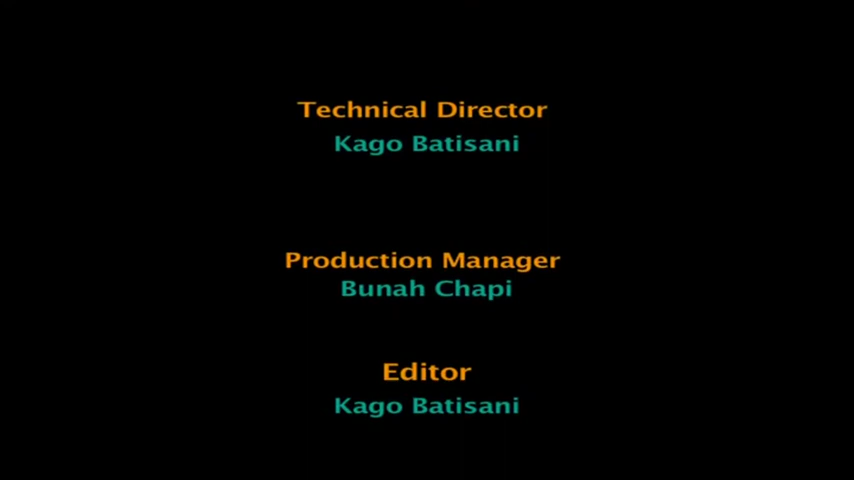 Technical Director
Kago Batisani
Production Manager
Bunah Chapi
Editor
Kago Batisani